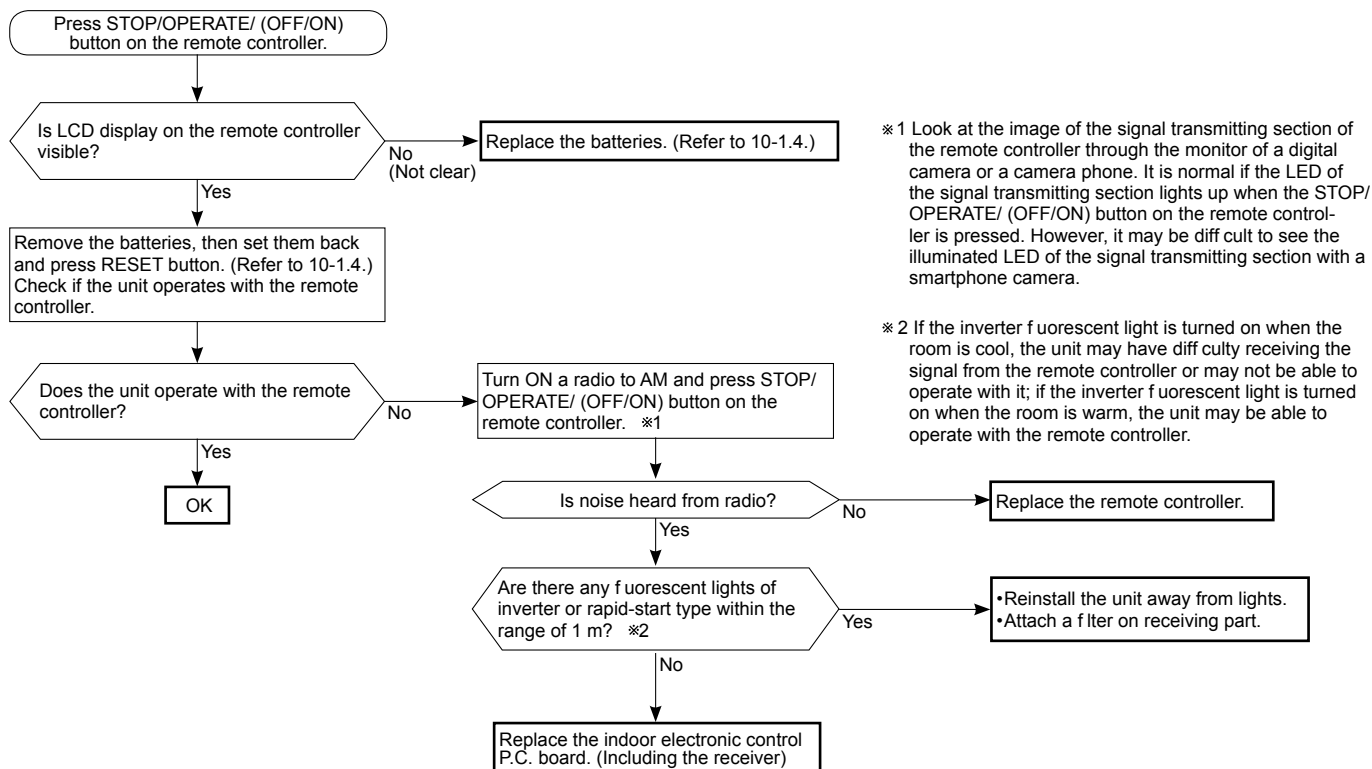 Press STOP/OPERATE/ (OFF/ON)
button on the remote controller.
Is LCD display on the remote controller
visible?
No
(Not clear)
Replace the batteries. (Refer to 10-1.4.)
Yes
Remove the batteries, then set them back
and press RESET button. (Refer to 10-1.4.)
Check if the unit operates with the remote
controller.
Does the unit operate with the remote
controller?
No
Yes
OK
Turn ON a radio to AM and press STOP/
OPERATE/ (OFF/ON) button on the
remote controller. ※1
Is noise heard from radio?
No
Replace the remote controller.
Yes
Are there any f uorescent lights of
inverter or rapid-start type within the
range of 1 m? ※2
Yes
•Reinstall the unit away from lights.
•Attach a f lter on receiving part.
No
Replace the indoor electronic control
P.C. board. (Including the receiver)
※1 Look at the image of the signal transmitting section of
the remote controller through the monitor of a digital
camera or a camera phone. It is normal if the LED of
the signal transmitting section lights up when the STOP/
OPERATE/ (OFF/ON) button on the remote control-
ler is pressed. However, it may be diff cult to see the
illuminated LED of the signal transmitting section with a
smartphone camera.
※2 If the inverter f uorescent light is turned on when the
room is cool, the unit may have diff culty receiving the
signal from the remote controller or may not be able to
operate with it; if the inverter f uorescent light is turned
on when the room is warm, the unit may be able to
operate with the remote controller.